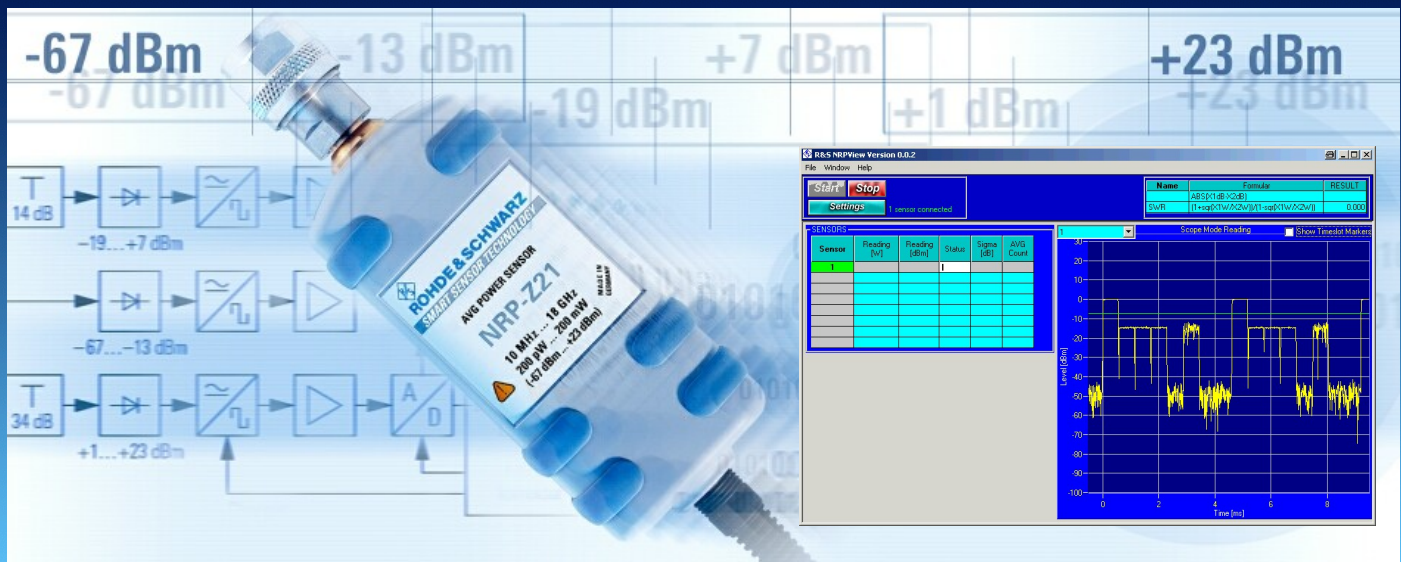 -67 dBm
-13 dBm
+7 dBm
+23 dBm
-67 dBm
-19 dBm
+1 dBm
+23 dBm
14 dB
-19...+7 dBm
-67...-13 dBm
34 dB
+1...+23 dBm
A
D
ROHDE&SCHWARZ
SMART SENSOR TECHNOLOGY
AVG POWER SENSOR
NRP-Z21
MADE IN
GERMANY
10 MHz ... 18 GHz
200 pW ... 200 mW
(-67 dBm ... +23 dBm)
R&S NRPView Version 0.0.2
File Window Help
Start Stop
Settings 1 sensor connected
Name Formular RESULT
ABS(X1dB-X2dB)
SWR (1+sqr(X1W/X2W))/(1-sqr(X1W/X2W)) 0.000
SENSORS
Sensor Reading [W] Reading [dBm] Status Sigma [dB] AVG Count
1
1 Scope Mode Reading Show Timeslot Markers
30
20
10
0
-10
-20
-30
-40
-50
-60
-70
-80
-90
-100
Level [dBm]
0 2 4 6 8
Time [ms]